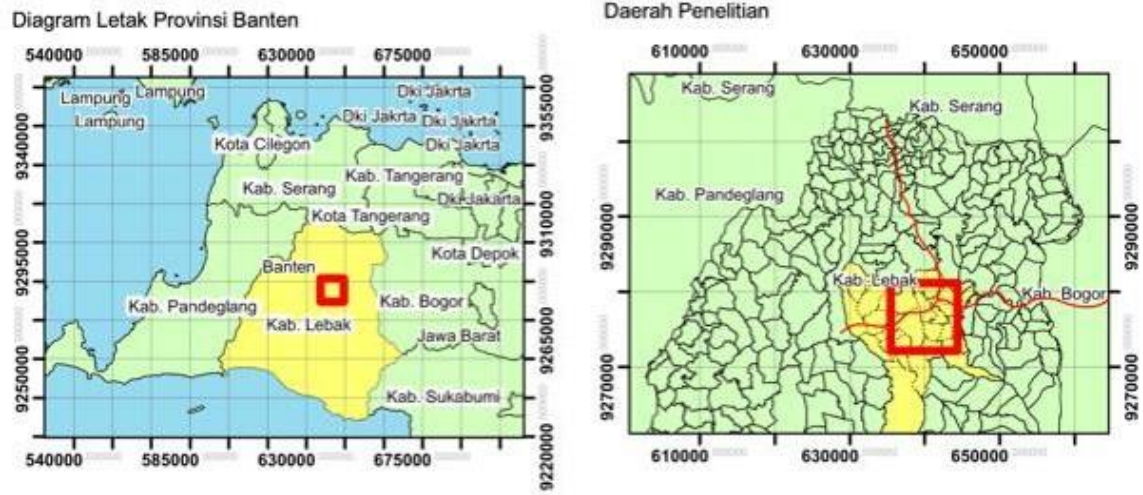 Diagram Letak Provinsi Banten
540000 585000 630000 675000
Lampung Lampung
Lampung
Dki Jakrta
Dki Jakrta Dki Jakrta
Kota Cilegon
Dki Jakrta
Kab. Tangerang
Kab. Serang
Dki Jakarta
Kota Tangerang
Kota Depok
Banten
Kab. Pandeglang
Kab. Bogor
Kab. Lebak
Jawa Barat
Kab. Sukabumi
9340000
9295000
9250000
9355000
9310000
9265000
9220000
540000 585000 630000 675000
Daerah Penelitian
610000 630000 650000
Kab. Serang
Kab. Serang
Kab. Pandeglang
Kab. Lebak
Kab. Bogor
9290000
9270000
9290000
9270000
610000 630000 650000